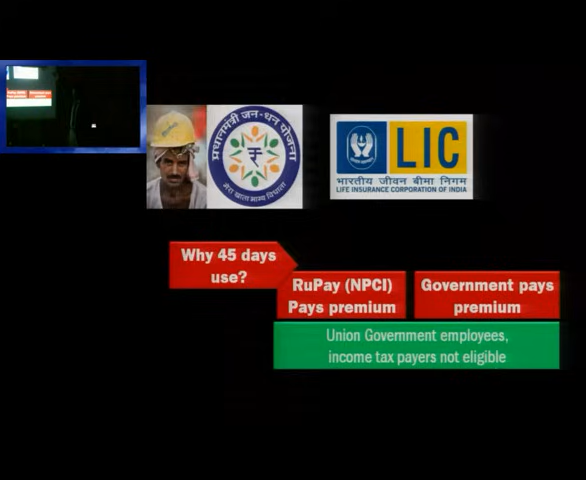 प्रधानमंत्री जन-धन योजना
मेरा खाता भाग्य विधाता
LIC
भारतीय जीवन बीमा निगम
LIFE INSURANCE CORPORATION OF INDIA
Why 45 days
use?
RuPay (NPCI)
Pays premium
Government pays
premium
Union Government employees,
income tax payers not eligible